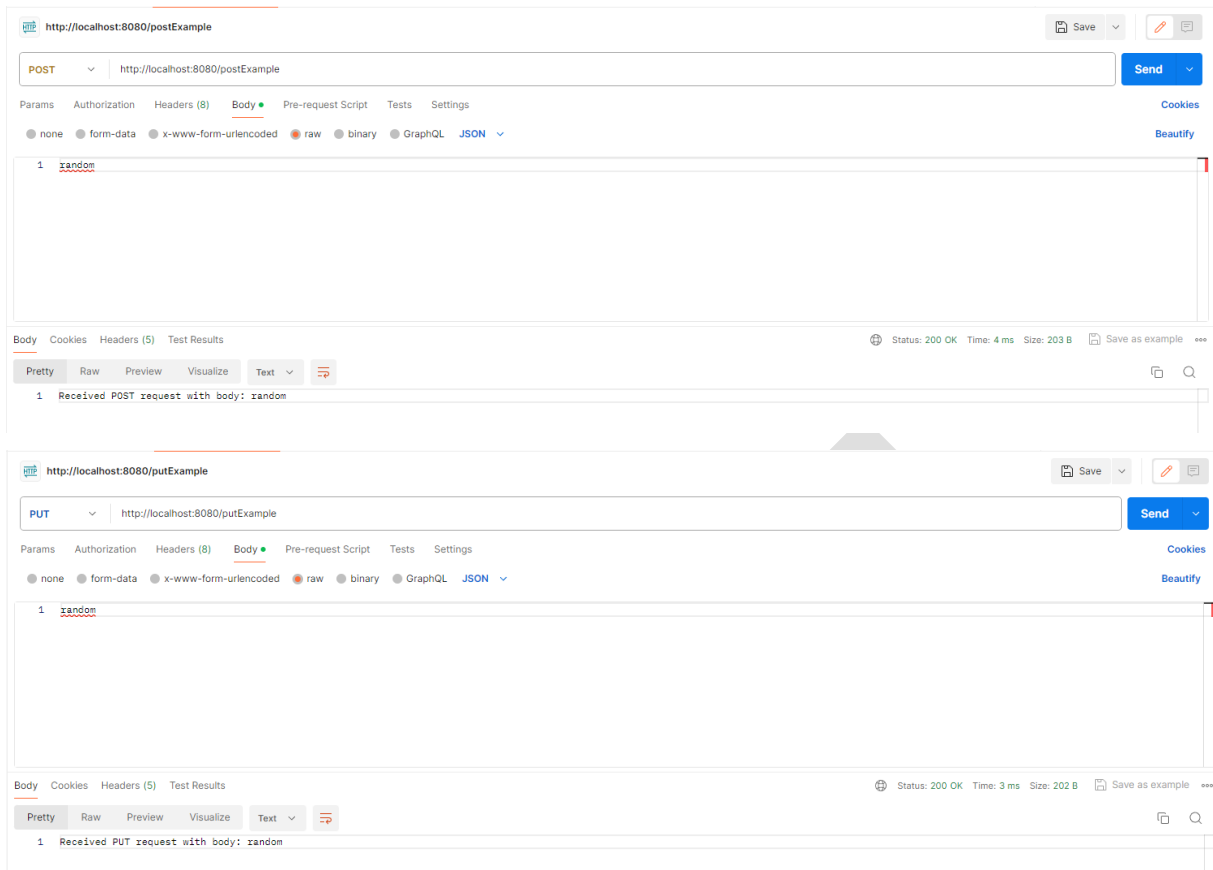 HTTP http://localhost:8080/postExample Save
POST http://localhost:8080/postExample Send
Params Authorization Headers (8) Body Pre-request Script Tests Settings Cookies
none form-data x-www-form-urlencoded raw binary GraphQL JSON Beautify
1 random
Body Cookies Headers (5) Test Results Status: 200 OK Time: 4 ms Size: 203 B Save as example
Pretty Raw Preview Visualize Text
1 Received POST request with body: random
HTTP http://localhost:8080/putExample Save
PUT http://localhost:8080/putExample Send
Params Authorization Headers (8) Body Pre-request Script Tests Settings Cookies
none form-data x-www-form-urlencoded raw binary GraphQL JSON Beautify
1 random
Body Cookies Headers (5) Test Results Status: 200 OK Time: 3 ms Size: 202 B Save as example
Pretty Raw Preview Visualize Text
1 Received PUT request with body: random